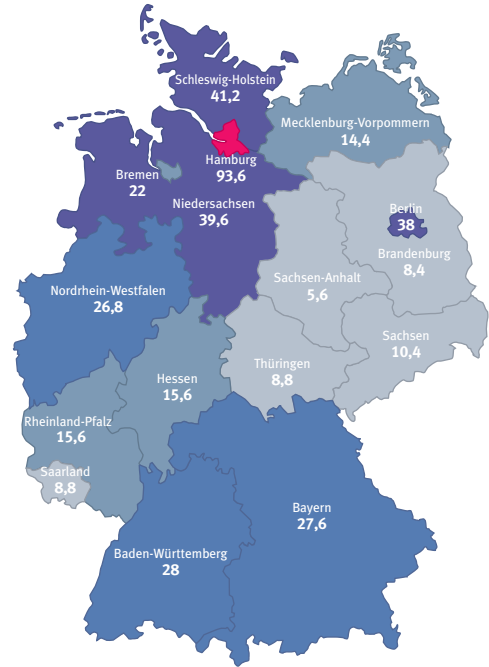 Schleswig-Holstein
41,2
Mecklenburg-Vorpommern
14,4
Hamburg
93,6
Bremen
22
Niedersachsen
39,6
Berlin
38
Brandenburg
8,4
Sachsen-Anhalt
5,6
Nordrhein-Westfalen
26,8
Sachsen
10,4
Thüringen
8,8
Hessen
15,6
Rheinland-Pfalz
15,6
Saarland
8,8
Bayern
27,6
Baden-Württemberg
28